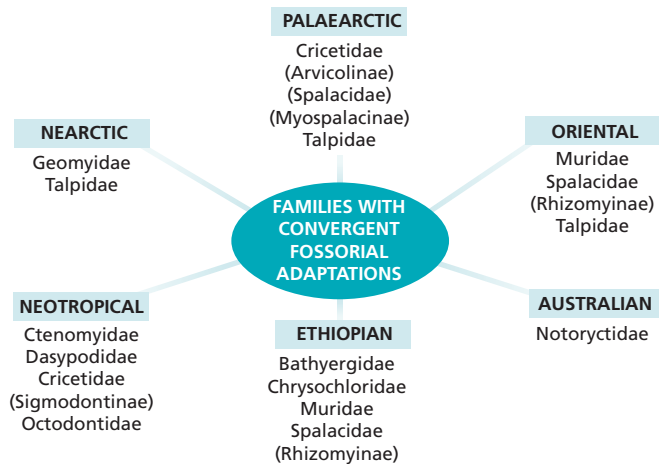 PALAEARCTIC
Cricetidae
(Arvicolinae)
(Spalacidae)
(Myospalacinae)
Talpidae
NEARCTIC
Geomyidae
Talpidae
ORIENTAL
Muridae
Spalacidae
(Rhizomyinae)
Talpidae
FAMILIES WITH
CONVERGENT
FOSSORIAL
ADAPTATIONS
NEOTROPICAL
Ctenomyidae
Dasypodidae
Cricetidae
(Sigmodontinae)
Octodontidae
ETHIOPIAN
Bathyergidae
Chrysochloridae
Muridae
Spalacidae
(Rhizomyinae)
AUSTRALIAN
Notoryctidae